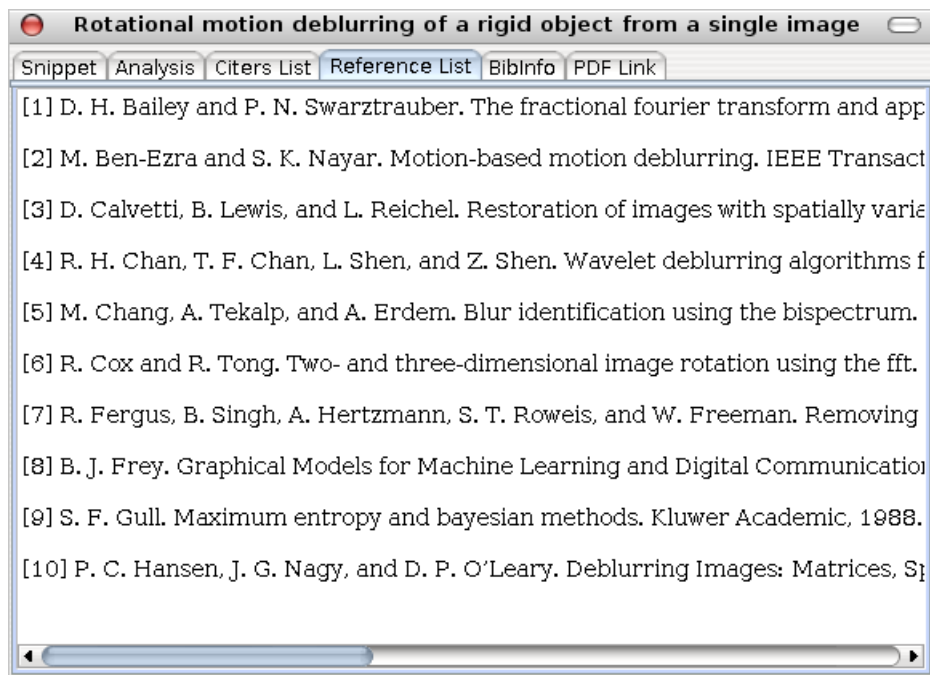 Rotational motion deblurring of a rigid object from a single image
Snippet Analysis Citers List Reference List BibInfo PDF Link
[1] D. H. Bailey and P. N. Swarztrauber. The fractional fourier transform and app
[2] M. Ben-Ezra and S. K. Nayar. Motion-based motion deblurring. IEEE Transact
[3] D. Calvetti, B. Lewis, and L. Reichel. Restoration of images with spatially varia
[4] R. H. Chan, T. F. Chan, L. Shen, and Z. Shen. Wavelet deblurring algorithms f
[5] M. Chang, A. Tekalp, and A. Erdem. Blur identification using the bispectrum.
[6] R. Cox and R. Tong. Two- and three-dimensional image rotation using the fft.
[7] R. Fergus, B. Singh, A. Hertzmann, S. T. Roweis, and W. Freeman. Removing
[8] B. J. Frey. Graphical Models for Machine Learning and Digital Communication
[9] S. F. Gull. Maximum entropy and bayesian methods. Kluwer Academic, 1988.
[10] P. C. Hansen, J. G. Nagy, and D. P. O'Leary. Deblurring Images: Matrices, Sp